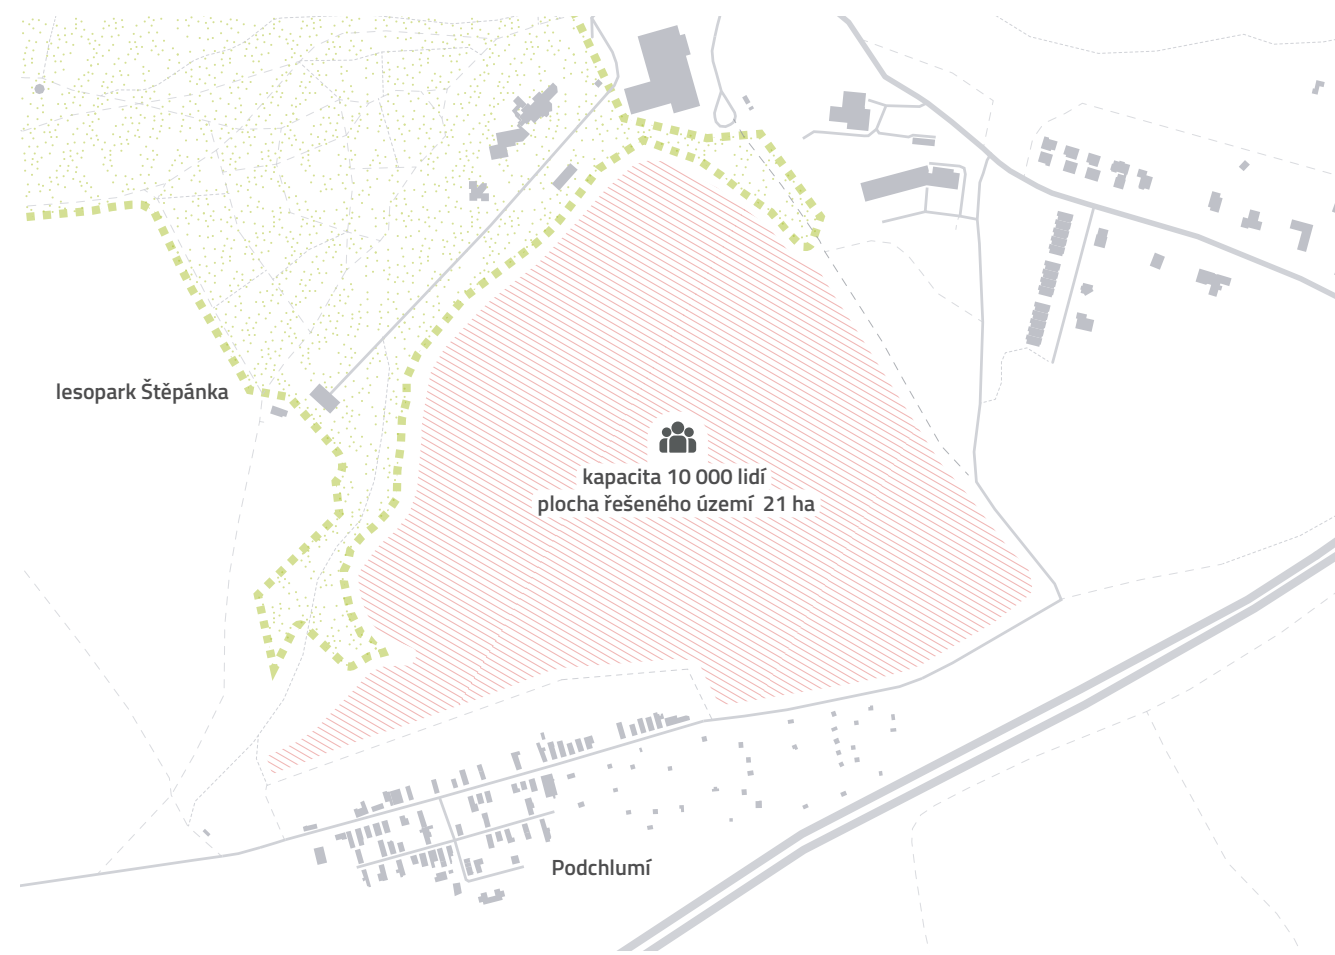 lesopark Štěpánka
kapacita 10 000 lidí
plocha řešeného území 21 ha
Podchlumí